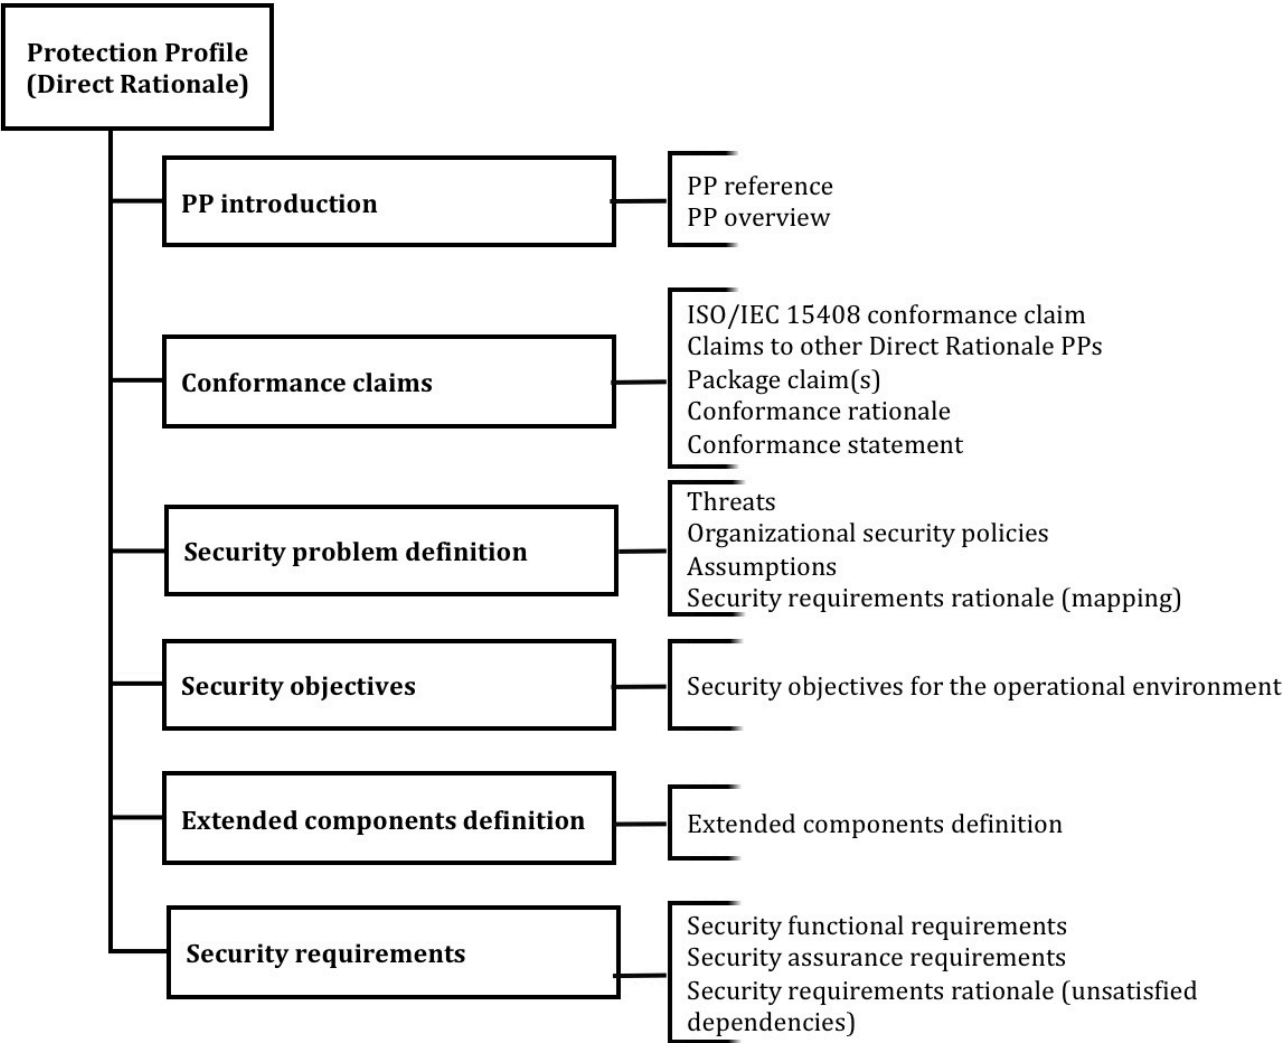 Protection Profile
(Direct Rationale)
PP introduction
PP reference
PP overview
Conformance claims
ISO/IEC 15408 conformance claim
Claims to other Direct Rationale PPs
Package claim(s)
Conformance rationale
Conformance statement
Security problem definition
Threats
Organizational security policies
Assumptions
Security requirements rationale (mapping)
Security objectives
Security objectives for the operational environment
Extended components definition
Extended components definition
Security requirements
Security functional requirements
Security assurance requirements
Security requirements rationale (unsatisfied
dependencies)